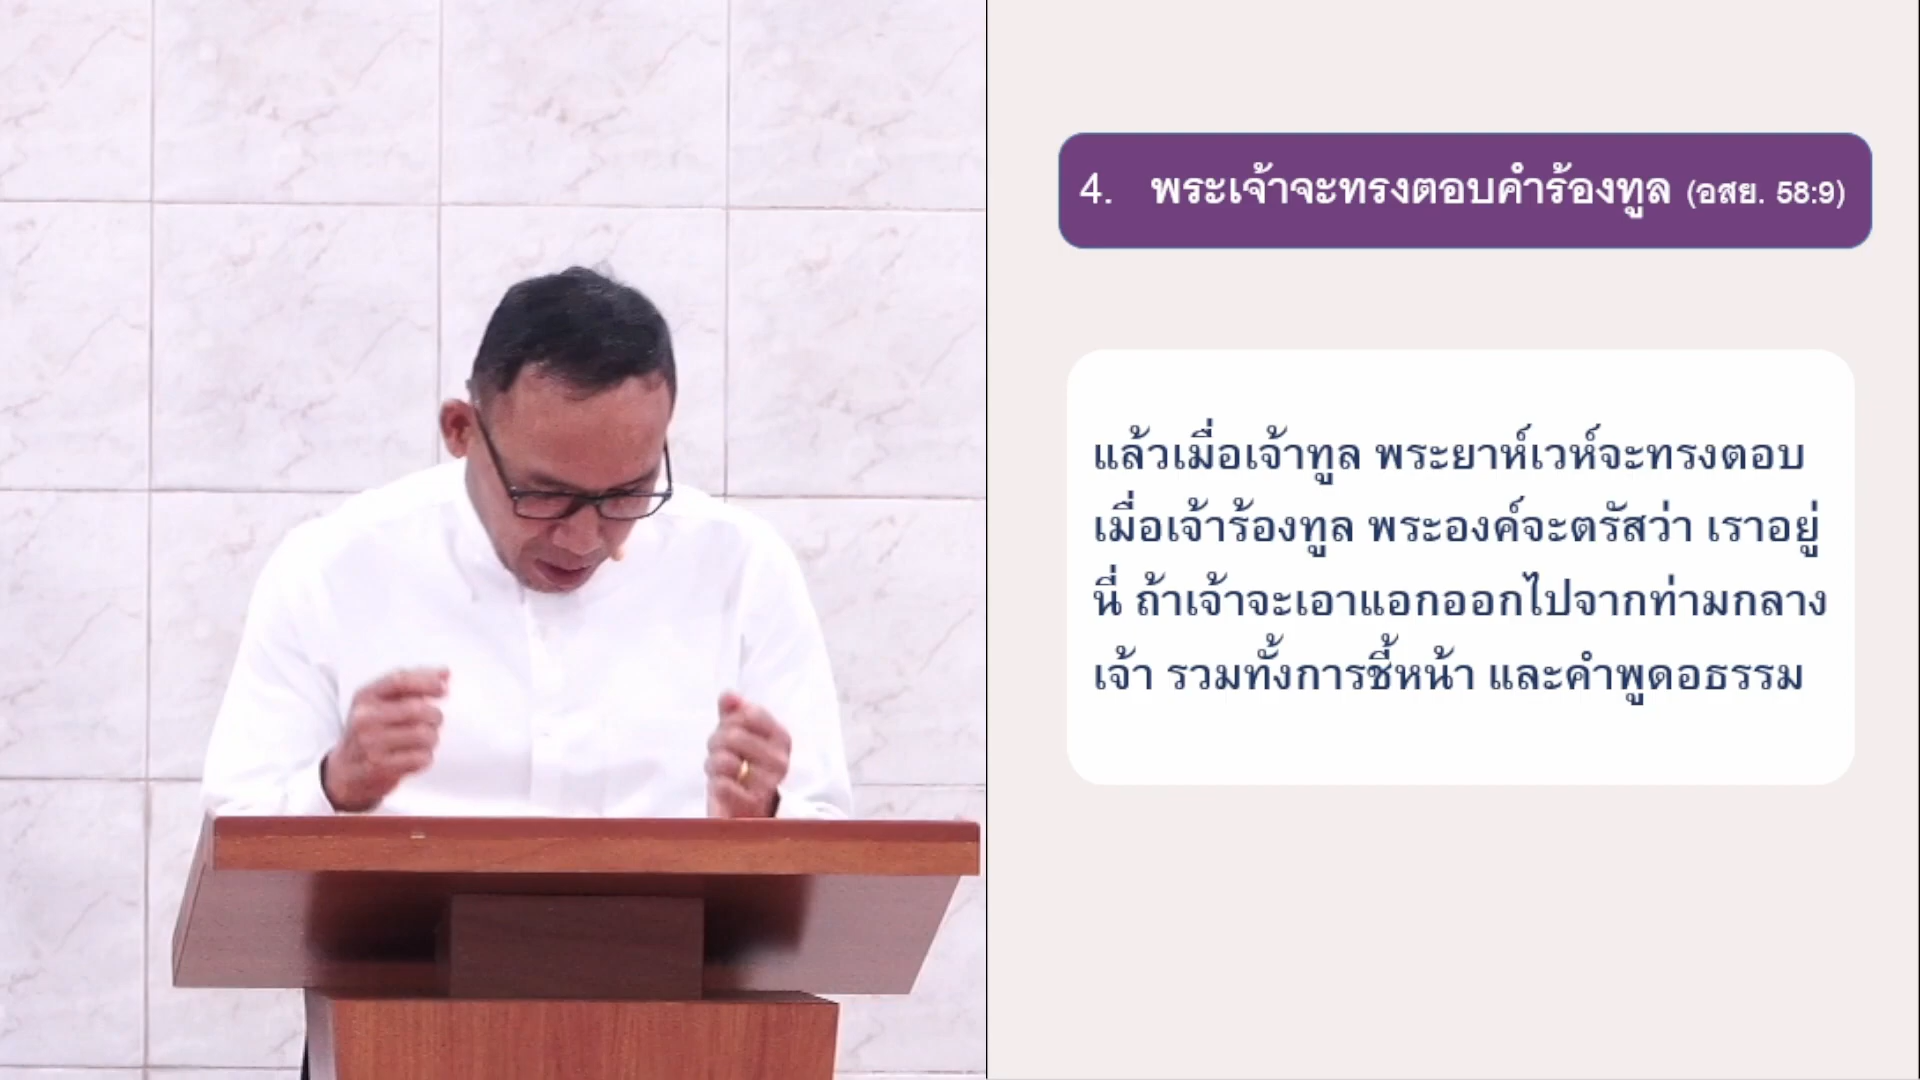 4. พระเจ้าจะทรงตอบคำร้องทูล (อสย. 58:9)
แล้วเมื่อเจ้าทูล พระยาห์เวห์จะทรงตอบ
เมื่อเจ้าร้องทูล พระองค์จะตรัสว่า เราอยู่
นี่ ถ้าเจ้าจะเอาแอกออกไปจากท่ามกลาง
เจ้า รวมทั้งการชี้หน้า และคำพูดอธรรม